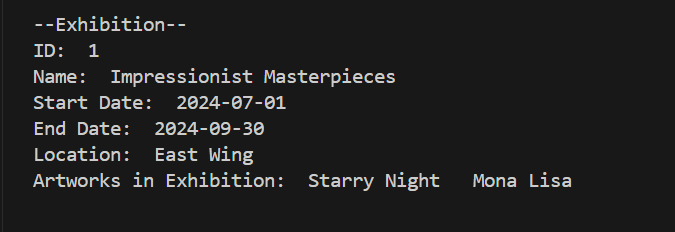 --Exhibition--
ID:  1
Name:  Impressionist Masterpieces
Start Date:  2024-07-01
End Date:  2024-09-30
Location:  East Wing
Artworks in Exhibition:  Starry Night   Mona Lisa